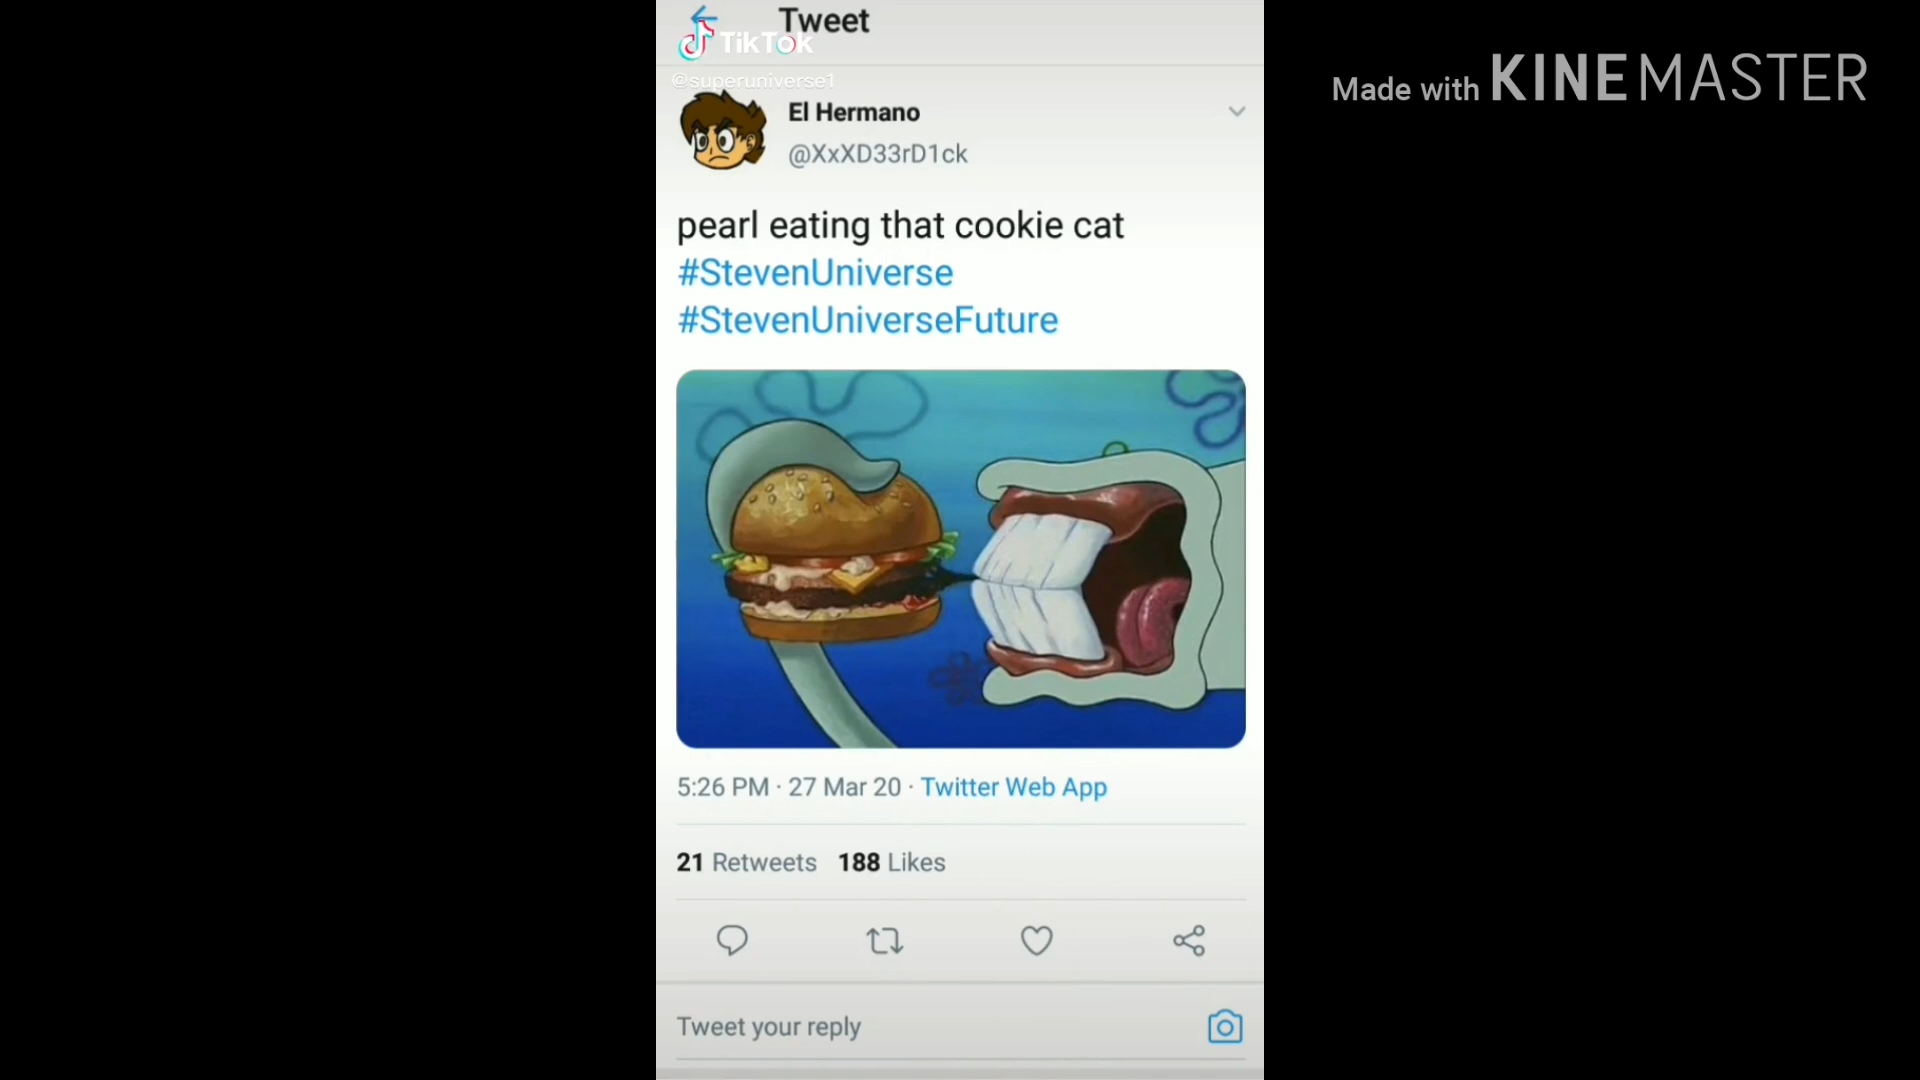 Tweet
TikTok
@superuniverse1
Made with KINEMASTER
El Hermano
@XxXD33rD1ck
pearl eating that cookie cat
#StevenUniverse
#StevenUniverseFuture
5:26 PM · 27 Mar 20 · Twitter Web App
21 Retweets 188 Likes
Tweet your reply